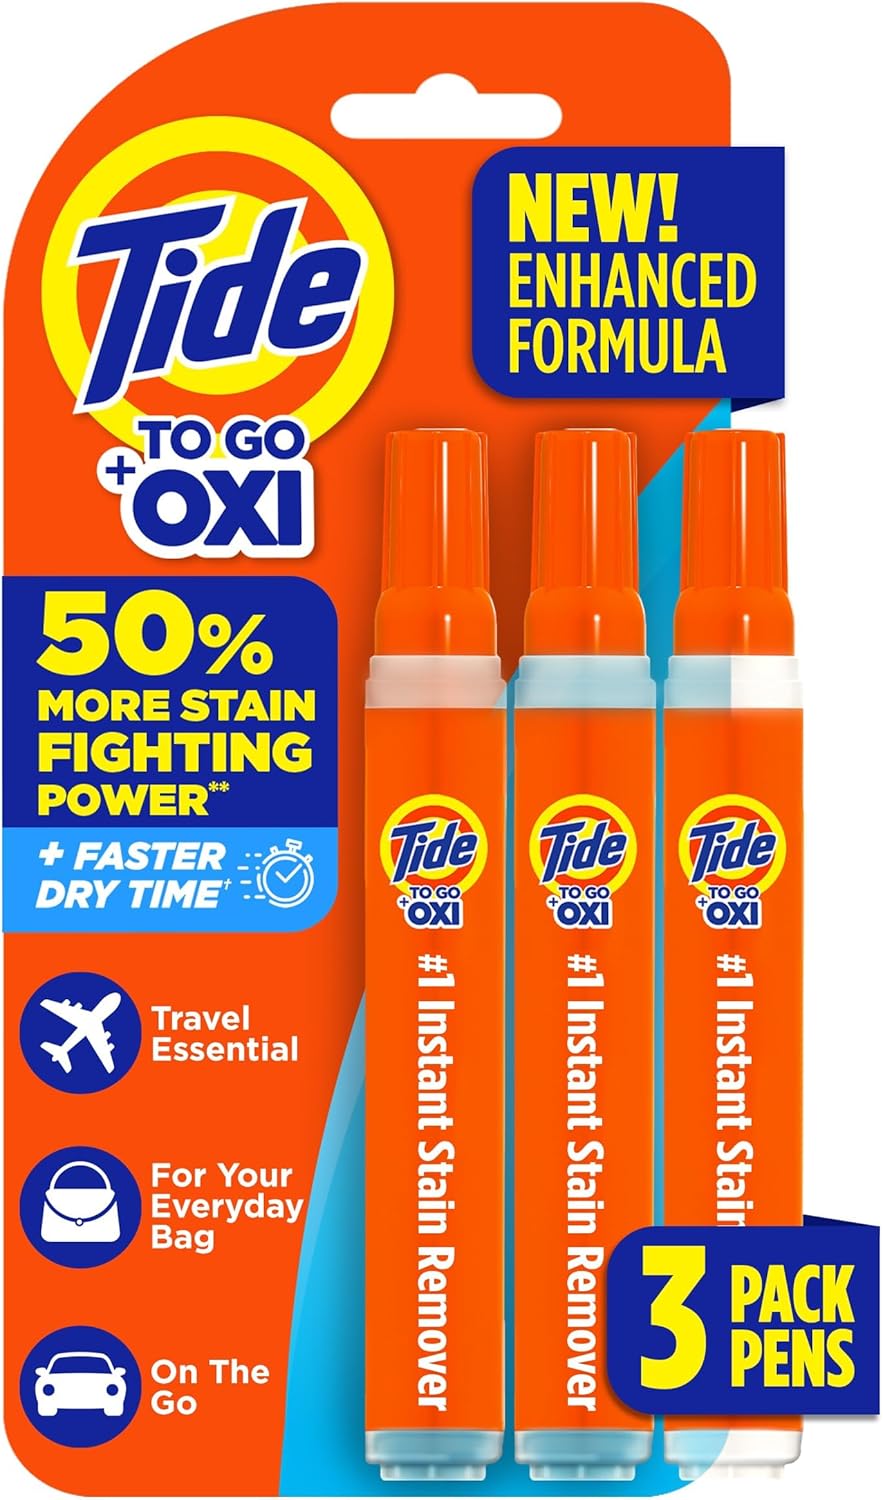 Tide
TO GO
+OXI
NEW!
ENHANCED
FORMULA
50%
MORE STAIN
FIGHTING
POWER**
+ FASTER
DRY TIME†
Travel
Essential
For Your
Everyday
Bag
On The
Go
Tide
TO GO
+OXI
#1 Instant Stain Remover
Tide
TO GO
+OXI
#1 Instant Stain Remover
Tide
TO GO
+OXI
#1 Instant Stain
3
PACK
PENS